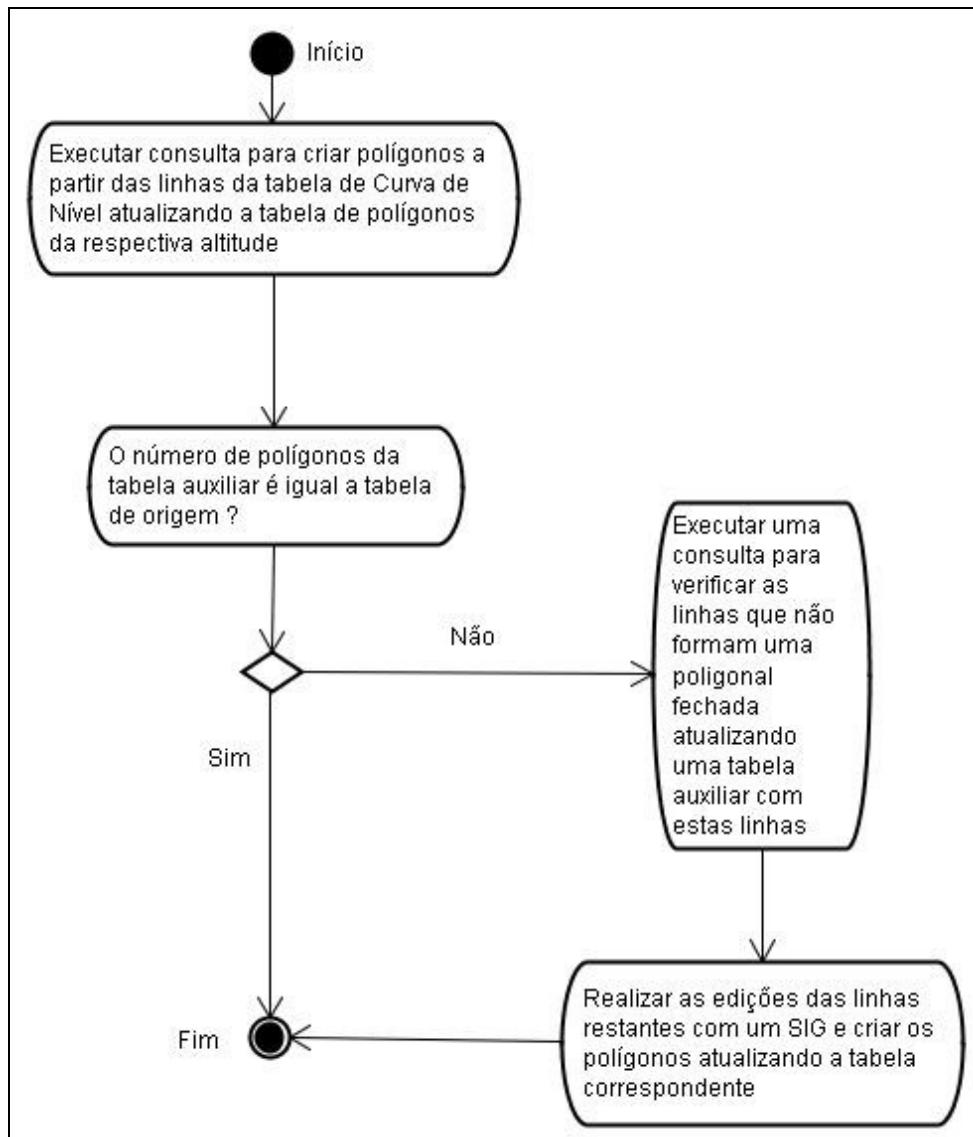 Início
Executar consulta para criar polígonos a
partir das linhas da tabela de Curva de
Nível atualizando a tabela de polígonos
da respectiva altitude
O número de polígonos da
tabela auxiliar é igual a tabela
de origem ?
Não
Sim
Executar uma
consulta para
verificar as
linhas que não
formam uma
poligonal
fechada
atualizando
uma tabela
auxiliar com
estas linhas
Realizar as edições das linhas
restantes com um SIG e criar os
polígonos atualizando a tabela
correspondente
Fim